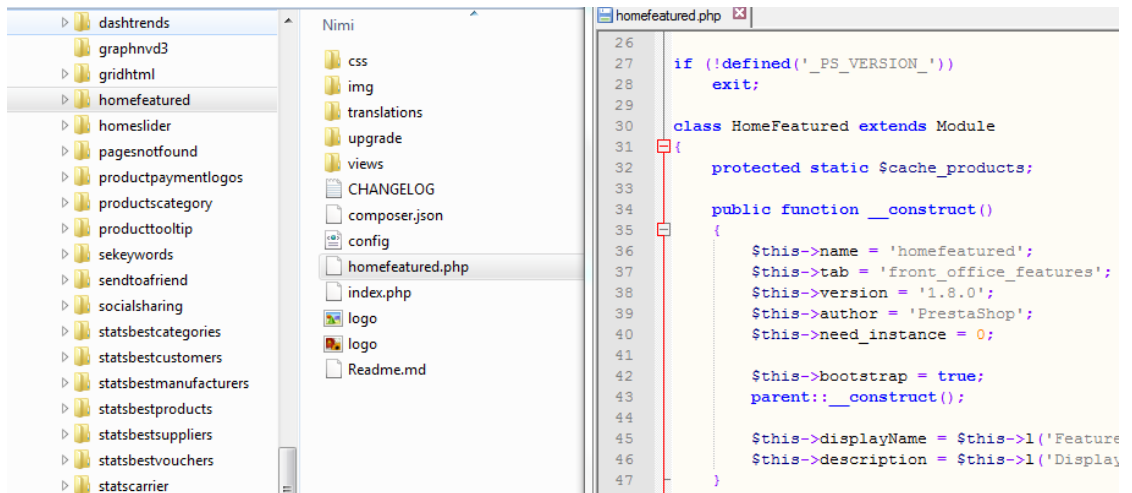 dashtrends
graphnvd3
gridhtml
homefeatured
homeslider
pagesnotfound
productpaymentlogos
productscategory
producttooltip
sekeywords
sendtoafriend
socialsharing
statsbestcategories
statsbestcustomers
statsbestmanufacturers
statsbestproducts
statsbestsuppliers
statsbestvouchers
statscarrier
Nimi
css
img
translations
upgrade
views
CHANGELOG
composer.json
config
homefeatured.php
index.php
logo
logo
Readme.md
homefeatured.php
26
27 if (!defined('_PS_VERSION_'))
28 exit;
29
30 class HomeFeatured extends Module
31 {
32 protected static $cache_products;
33
34 public function __construct()
35 {
36 $this->name = 'homefeatured';
37 $this->tab = 'front_office_features';
38 $this->version = '1.8.0';
39 $this->author = 'PrestaShop';
40 $this->need_instance = 0;
41
42 $this->bootstrap = true;
43 parent::__construct();
44
45 $this->displayName = $this->l('Feature
46 $this->description = $this->l('Display
47 }